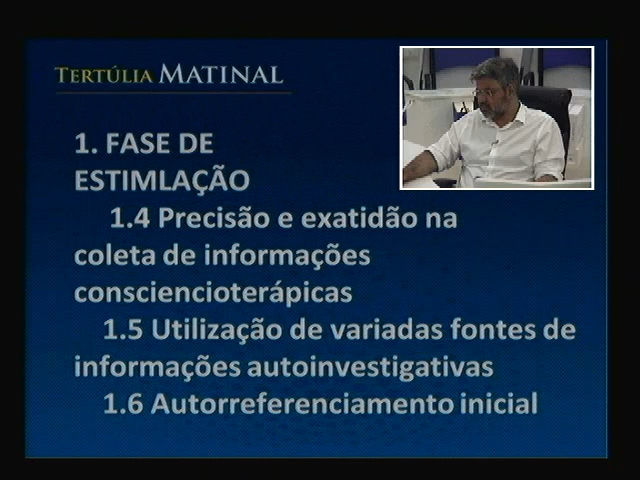 TERTÚLIA MATINAL
1. FASE DE
ESTIMLAÇÃO
1.4 Precisão e exatidão na
coleta de informações
consciencioterápicas
1.5 Utilização de variadas fontes de
informações autoinvestigativas
1.6 Autorreferenciamento inicial